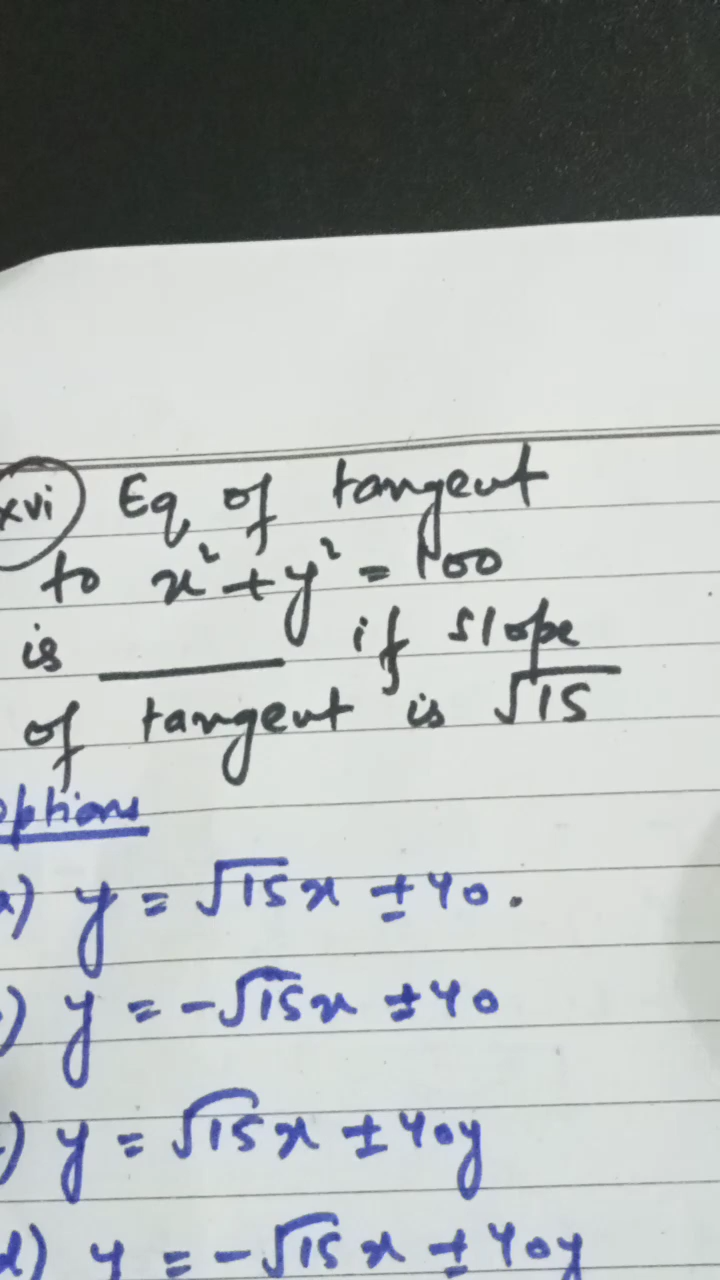 xvi) Eq of tangent
to x² + y² = 100
is ______ if slope
of tangent is √15
options
) y = √15x ± 40.
) y = -√15x ± 40
) y = √15x ± 40y
d) y = -√15x ± 40y